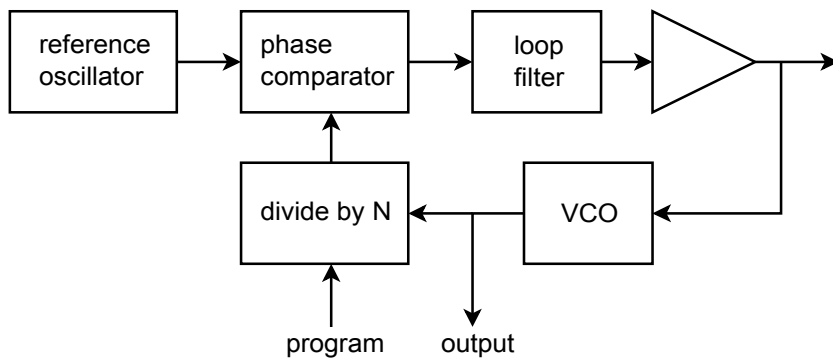 reference
oscillator
phase
comparator
loop
filter
divide by N
VCO
program
output